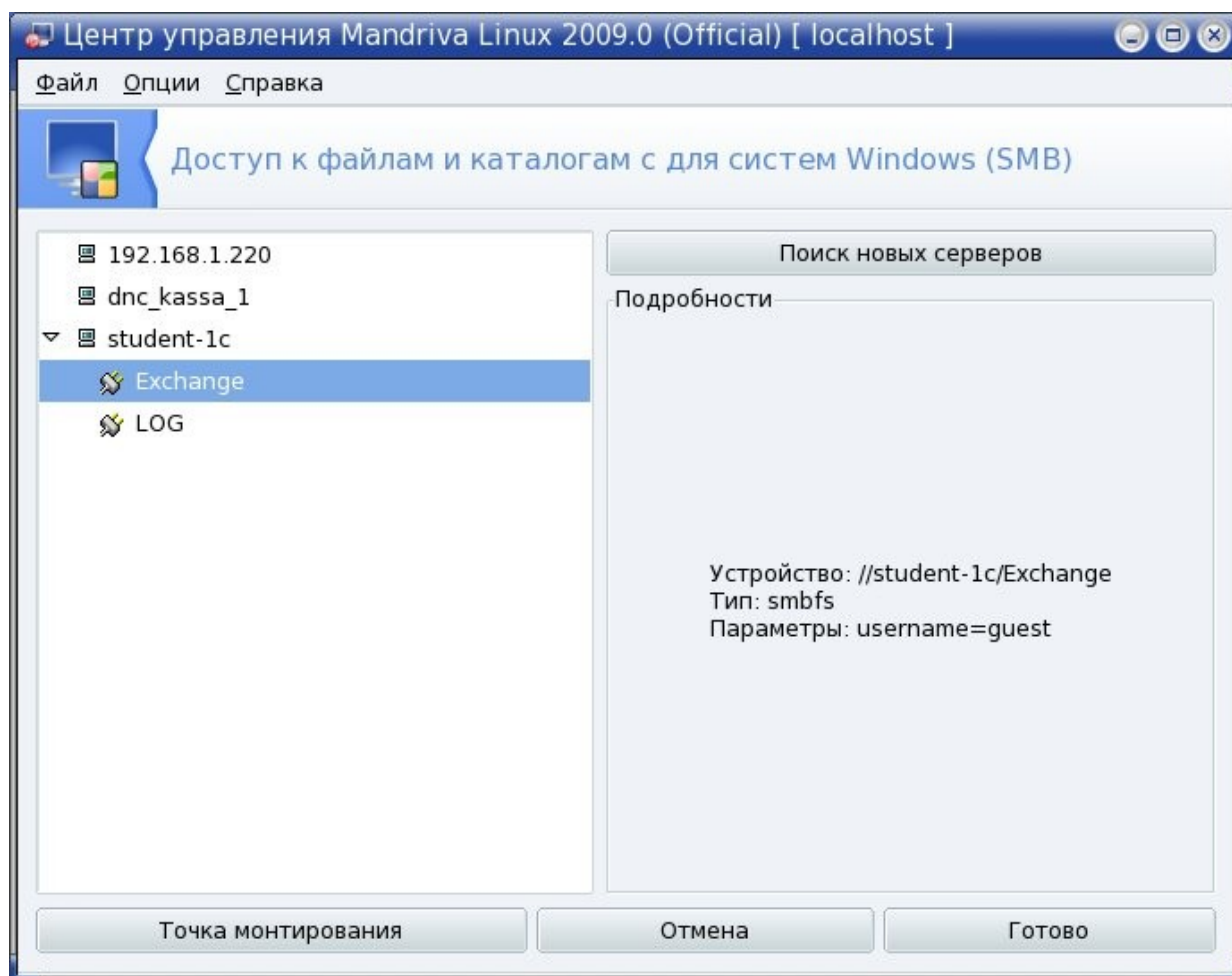 Центр управления Mandriva Linux 2009.0 (Official) [ localhost ]
Файл Опции Справка
Доступ к файлам и каталогам с для систем Windows (SMB)
192.168.1.220
dnc_kassa_1
student-1c
Exchange
LOG
Поиск новых серверов
Подробности
Устройство: //student-1c/Exchange
Тип: smbfs
Параметры: username=guest
Точка монтирования
Отмена
Готово